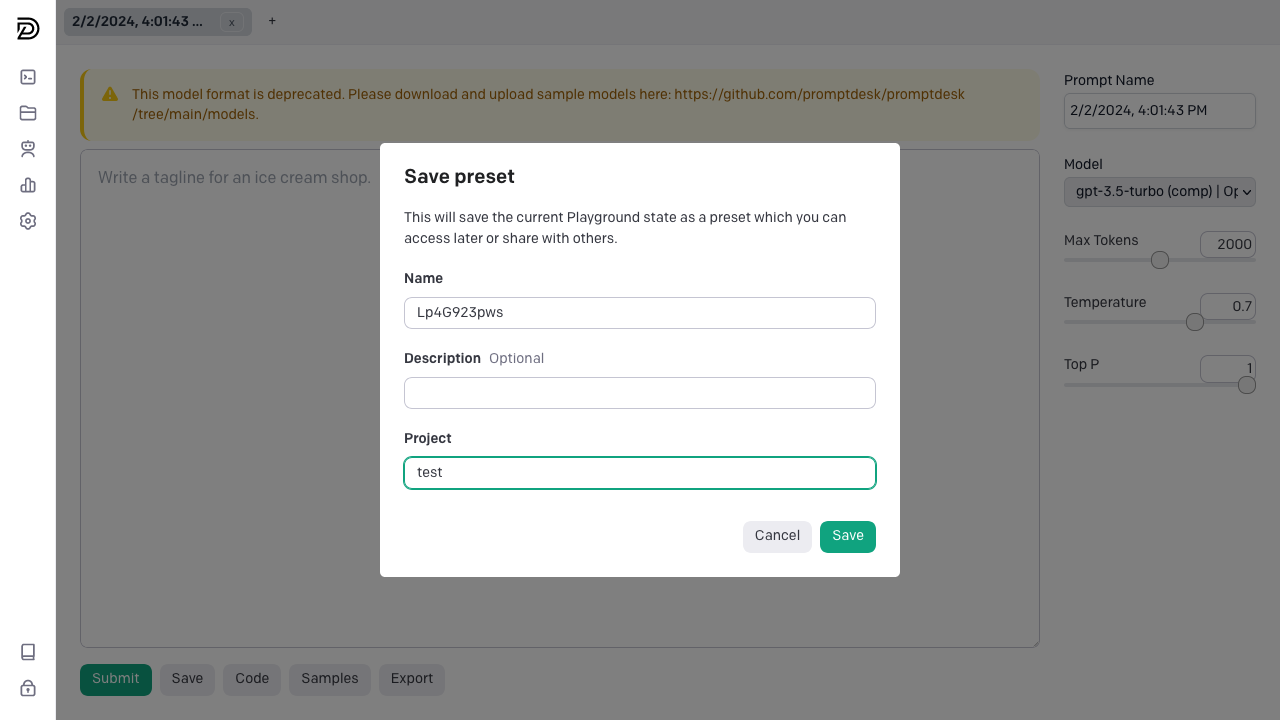 2/2/2024, 4:01:43 ...
x
+
This model format is deprecated. Please download and upload sample models here: https://github.com/promptdesk/promptdesk
/tree/main/models.
Write a tagline for an ice cream shop.
Prompt Name
2/2/2024, 4:01:43 PM
Model
gpt-3.5-turbo (comp) | Op
Max Tokens
2000
Temperature
0.7
Top P
1
Save preset
This will save the current Playground state as a preset which you can
access later or share with others.
Name
Lp4G923pws
Description Optional
Project
test
Cancel
Save
Submit
Save
Code
Samples
Export